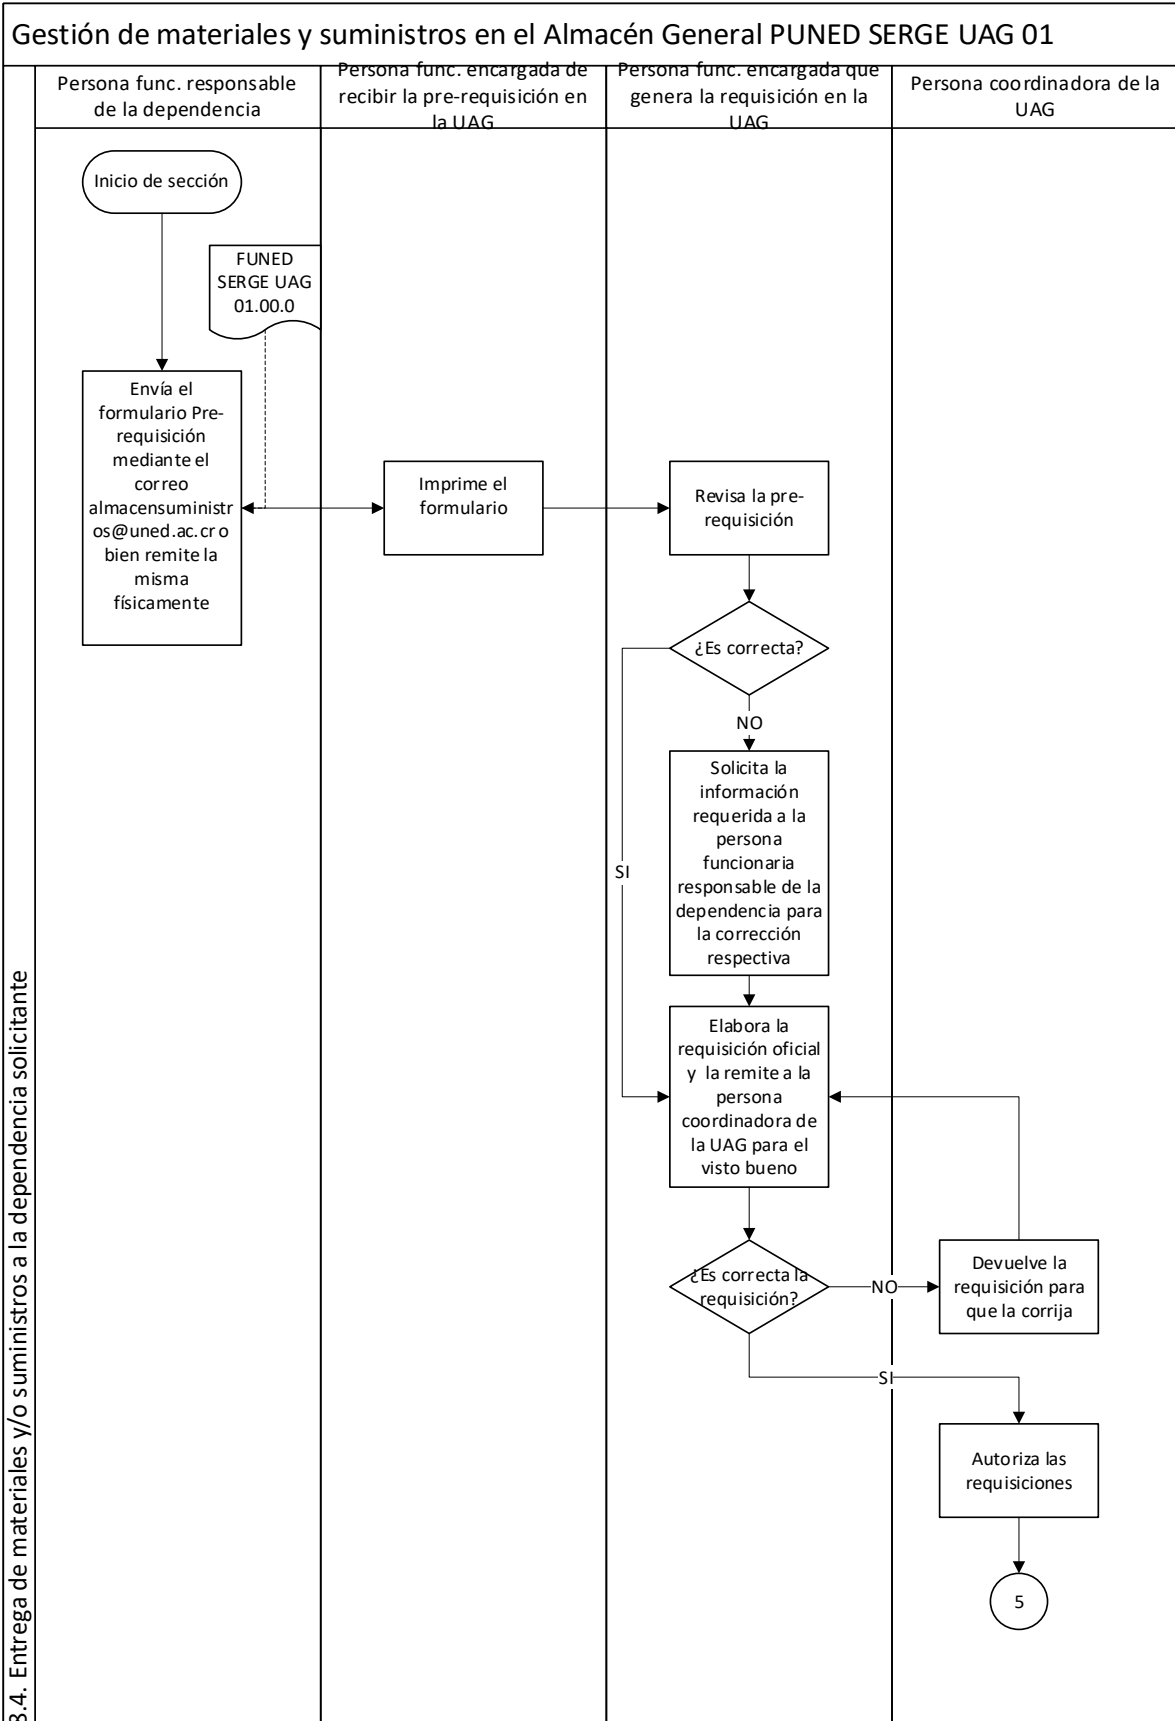 Gestión de materiales y suministros en el Almacén General PUNED SERGE UAG 01
Persona func. responsable
de la dependencia
Persona func. encargada de
recibir la pre-requisición en
la UAG
Persona func. encargada que
genera la requisición en la
UAG
Persona coordinadora de la
UAG
3.4. Entrega de materiales y/o suministros a la dependencia solicitante
Inicio de sección
FUNED
SERGE UAG
01.00.0
Envía el
formulario Pre-
requisición
mediante el
correo
almacensuministr
os@uned.ac.cr o
bien remite la
misma
físicamente
Imprime el
formulario
Revisa la pre-
requisición
¿Es correcta?
NO
SI
Solicita la
información
requerida a la
persona
funcionaria
responsable de la
dependencia para
la corrección
respectiva
Elabora la
requisición oficial
y la remite a la
persona
coordinadora de
la UAG para el
visto bueno
¿Es correcta la
requisición?
NO
Devuelve la
requisición para
que la corrija
SI
Autoriza las
requisiciones
5